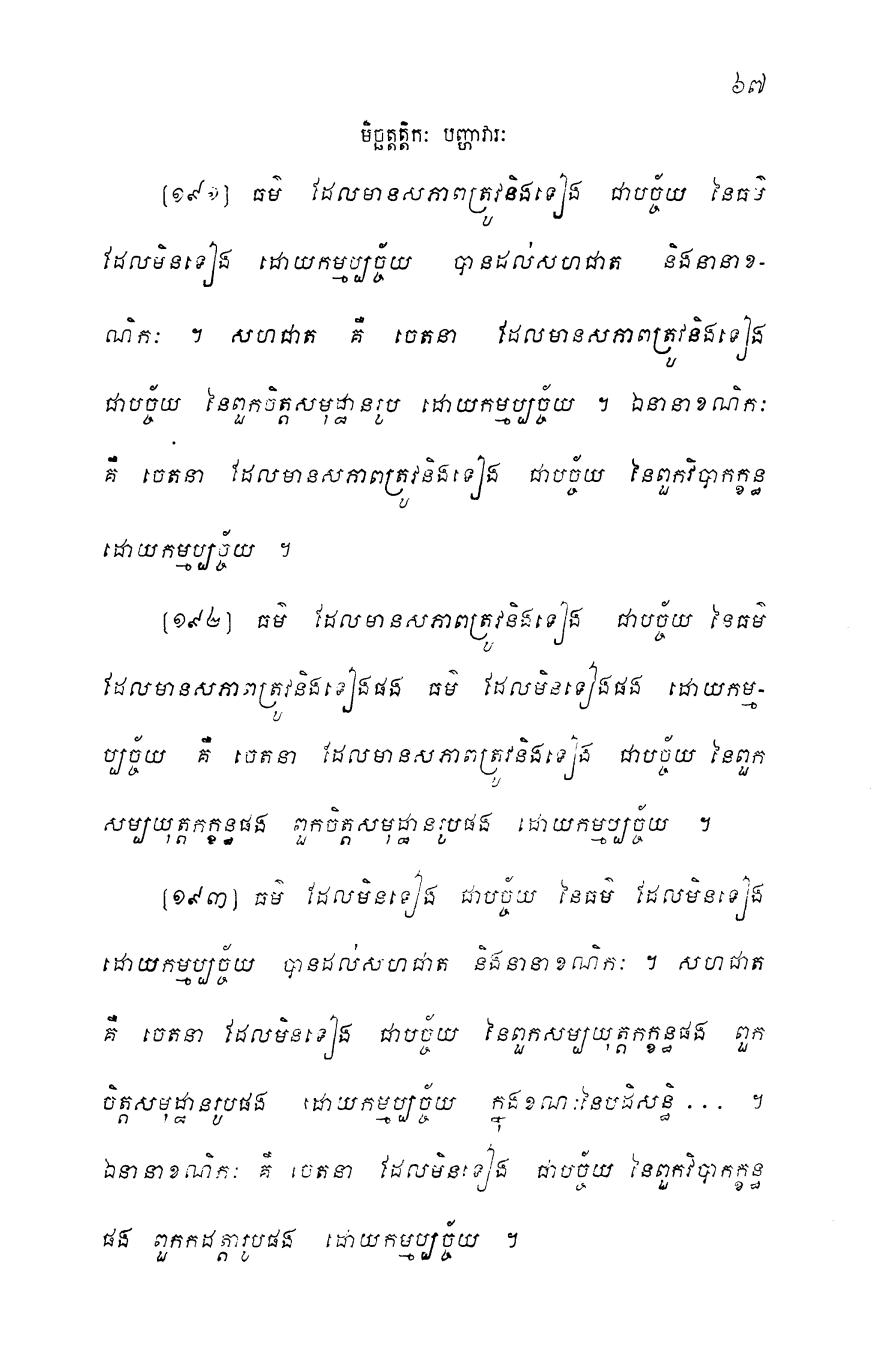 ៦៧
មិច្ឆត្តត្តិកៈ បញ្ហាវារៈ
[១៩១] ធម៌ ដែលមានសភាពត្រូវនិងទៀង ជាបច្ច័យ នៃធម៌
ដែលមិនទៀង ដោយកម្មប្បច្ច័យ បានដល់សហជាត និងនានាខ-
ណិកៈ ។ សហជាត គឺ ចេតនា ដែលមានសភាពត្រូវនិងទៀង
ជាបច្ច័យ នៃពួកចិត្តសមុដ្ឋានរូប ដោយកម្មប្បច្ច័យ ។ ឯនានាខណិកៈ
គឺ ចេតនា ដែលមានសភាពត្រូវនិងទៀង ជាបច្ច័យ នៃពួកវិបាកក្ខន្ធ
ដោយកម្មប្បច្ច័យ ។
[១៩២] ធម៌ ដែលមានសភាពត្រូវនិងទៀង ជាបច្ច័យ នៃធម៌
ដែលមានសភាពត្រូវនិងទៀងផង ធម៌ ដែលមិនទៀងផង ដោយកម្ម-
ប្បច្ច័យ គឺ ចេតនា ដែលមានសភាពត្រូវនិងទៀង ជាបច្ច័យ នៃពួក
សម្បយុត្តកក្ខន្ធផង ពួកចិត្តសមុដ្ឋានរូបផង ដោយកម្មប្បច្ច័យ ។
[១៩៣] ធម៌ ដែលមិនទៀង ជាបច្ច័យ នៃធម៌ ដែលមិនទៀង
ដោយកម្មប្បច្ច័យ បានដល់សហជាត និងនានាខណិកៈ ។ សហជាត
គឺ ចេតនា ដែលមិនទៀង ជាបច្ច័យ នៃពួកសម្បយុត្តកក្ខន្ធផង ពួក
ចិត្តសមុដ្ឋានរូបផង ដោយកម្មប្បច្ច័យ ក្នុងខណៈនៃបដិសន្ធិ ... ។
ឯនានាខណិកៈ គឺ ចេតនា ដែលមិនទៀង ជាបច្ច័យ នៃពួកវិបាកក្ខន្ធ
ផង ពួកកដត្តារូបផង ដោយកម្មប្បច្ច័យ ។